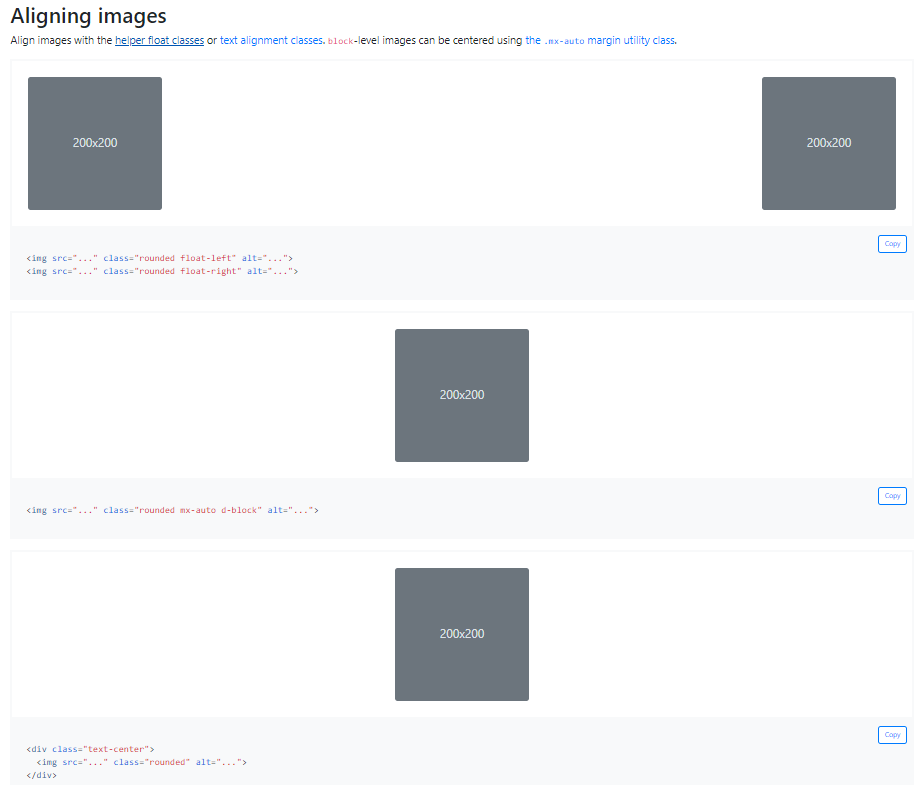 Aligning images
Align images with the helper float classes or text alignment classes. block-level images can be centered using the .mx-auto margin utility class.
200x200 200x200
Copy
<img src="..." class="rounded float-left" alt="...">
<img src="..." class="rounded float-right" alt="...">
200x200
Copy
<img src="..." class="rounded mx-auto d-block" alt="...">
200x200
Copy
<div class="text-center">
  <img src="..." class="rounded" alt="...">
</div>